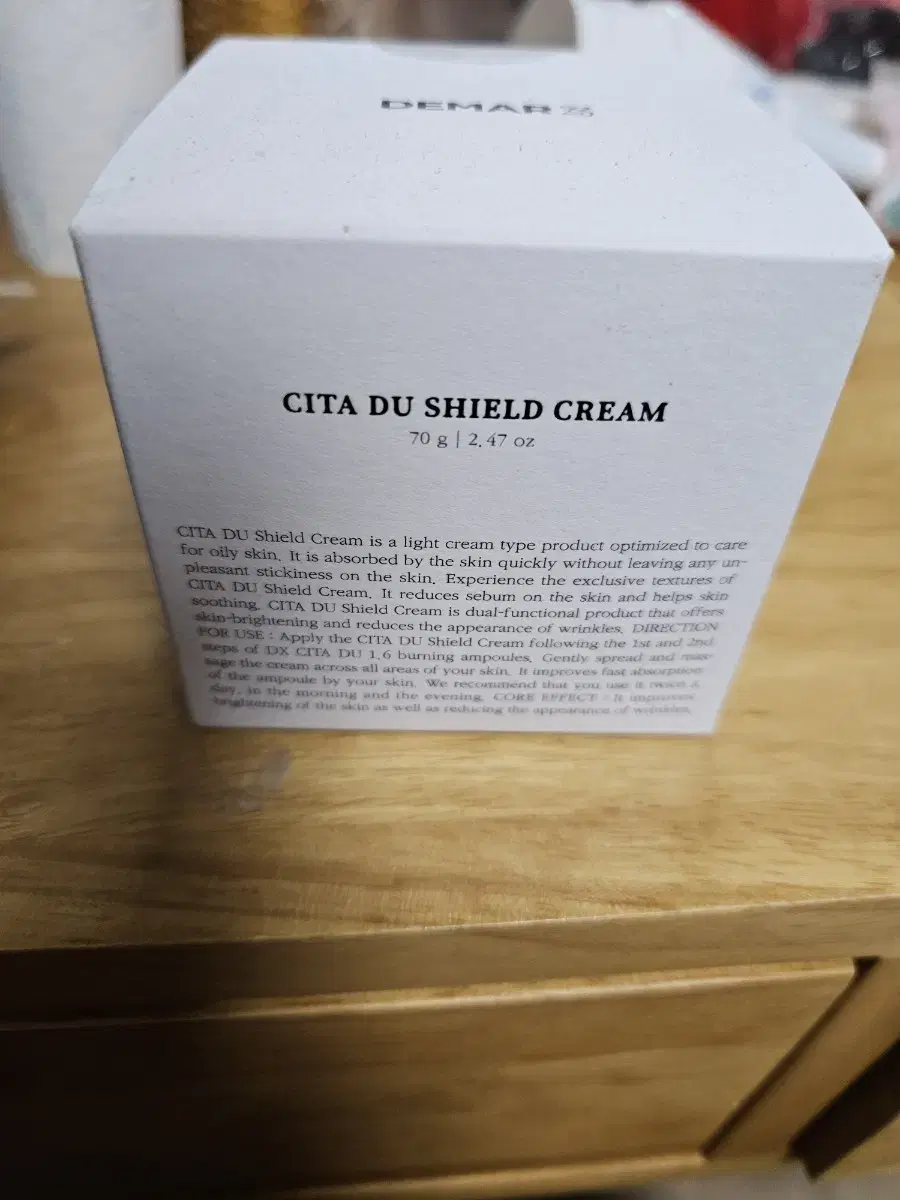 DEMAR 3
CITA DU SHIELD CREAM
70 g | 2.47 oz
CITA DU Shield Cream is a light cream type product optimized to care
for oily skin. It is absorbed by the skin quickly without leaving any un-
pleasant stickiness on the skin. Experience the exclusive textures of
CITA DU Shield Cream. It reduces sebum on the skin and helps skin
soothing. CITA DU Shield Cream is dual-functional product that offers
skin-brightening and reduces the appearance of wrinkles. DIRECTION
FOR USE : Apply the CITA DU Shield Cream following the 1st and 2nd
steps of DX CITA DU 1.6 burning ampoules. Gently spread and mas-
sage the cream across all areas of your skin. It improves fast absorption
of the ampoule by your skin. We recommend that you use it twice a
day, in the morning and the evening. CORE EFFECT : It improves
brightening of the skin as well as reducing the appearance of wrinkles.